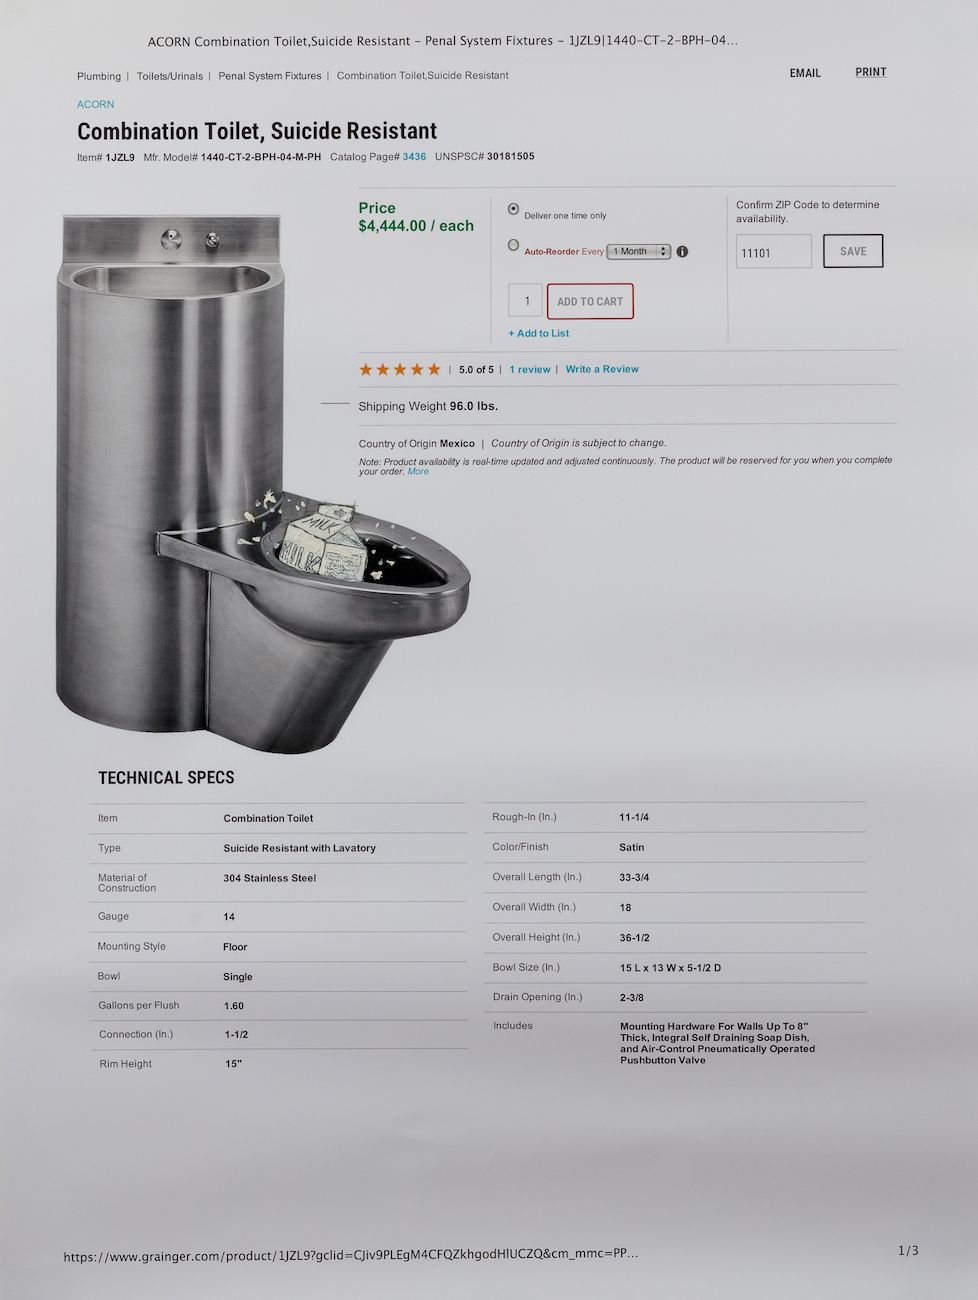 ACORN Combination Toilet,Suicide Resistant – Penal System Fixtures – 1JZL9|1440-CT-2-BPH-04...
Plumbing | Toilets/Urinals | Penal System Fixtures | Combination Toilet,Suicide Resistant
EMAIL PRINT
ACORN
Combination Toilet, Suicide Resistant
Item# 1JZL9 Mfr. Model# 1440-CT-2-BPH-04-M-PH Catalog Page# 3436 UNSPSC# 30181505
Price
$4,444.00 / each
Deliver one time only
Auto-Reorder Every 1 Month
1 ADD TO CART
+ Add to List
Confirm ZIP Code to determine
availability.
11101 SAVE
5.0 of 5 | 1 review | Write a Review
Shipping Weight 96.0 lbs.
Country of Origin Mexico | Country of Origin is subject to change.
Note: Product availability is real-time updated and adjusted continuously. The product will be reserved for you when you complete
your order. More
MILK
MILK
TECHNICAL SPECS
Item Combination Toilet
Type Suicide Resistant with Lavatory
Material of
Construction 304 Stainless Steel
Gauge 14
Mounting Style Floor
Bowl Single
Gallons per Flush 1.60
Connection (In.) 1-1/2
Rim Height 15"
Rough-In (In.) 11-1/4
Color/Finish Satin
Overall Length (In.) 33-3/4
Overall Width (In.) 18
Overall Height (In.) 36-1/2
Bowl Size (In.) 15 L x 13 W x 5-1/2 D
Drain Opening (In.) 2-3/8
Includes Mounting Hardware For Walls Up To 8"
Thick, Integral Self Draining Soap Dish,
and Air-Control Pneumatically Operated
Pushbutton Valve
https://www.grainger.com/product/1JZL9?gclid=CJiv9PLEgM4CFQZkhgodHlUCZQ&cm_mmc=PP...
1/3